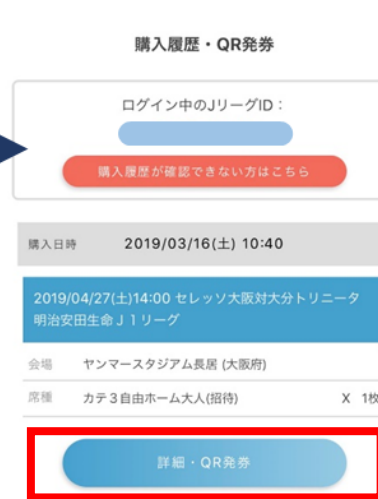 購入履歴・QR発券
ログイン中のJリーグID：
購入履歴が確認できない方はこちら
購入日時 2019/03/16(土) 10:40
2019/04/27(土)14:00 セレッソ大阪対大分トリニータ
明治安田生命Ｊ１リーグ
会場 ヤンマースタジアム長居 (大阪府)
席種 カテ３自由ホーム大人(招待) X 1枚
詳細・QR発券